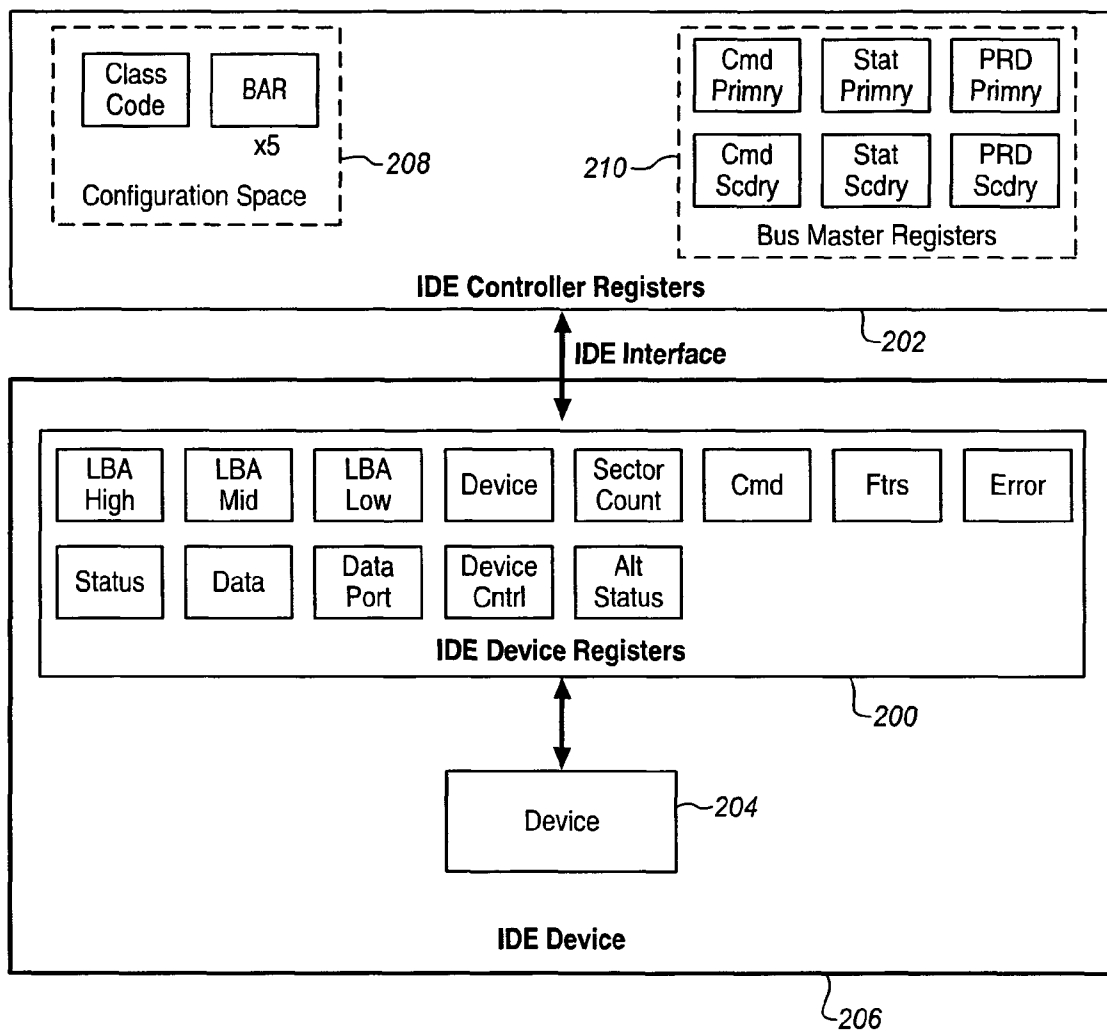 Class
Code
BAR
x5
Configuration Space
208
Cmd
Primry
Stat
Primry
PRD
Primry
210
Cmd
Scdry
Stat
Scdry
PRD
Scdry
Bus Master Registers
IDE Controller Registers
202
IDE Interface
LBA
High
LBA
Mid
LBA
Low
Device
Sector
Count
Cmd
Ftrs
Error
Status
Data
Data
Port
Device
Cntrl
Alt
Status
IDE Device Registers
200
Device
204
IDE Device
206